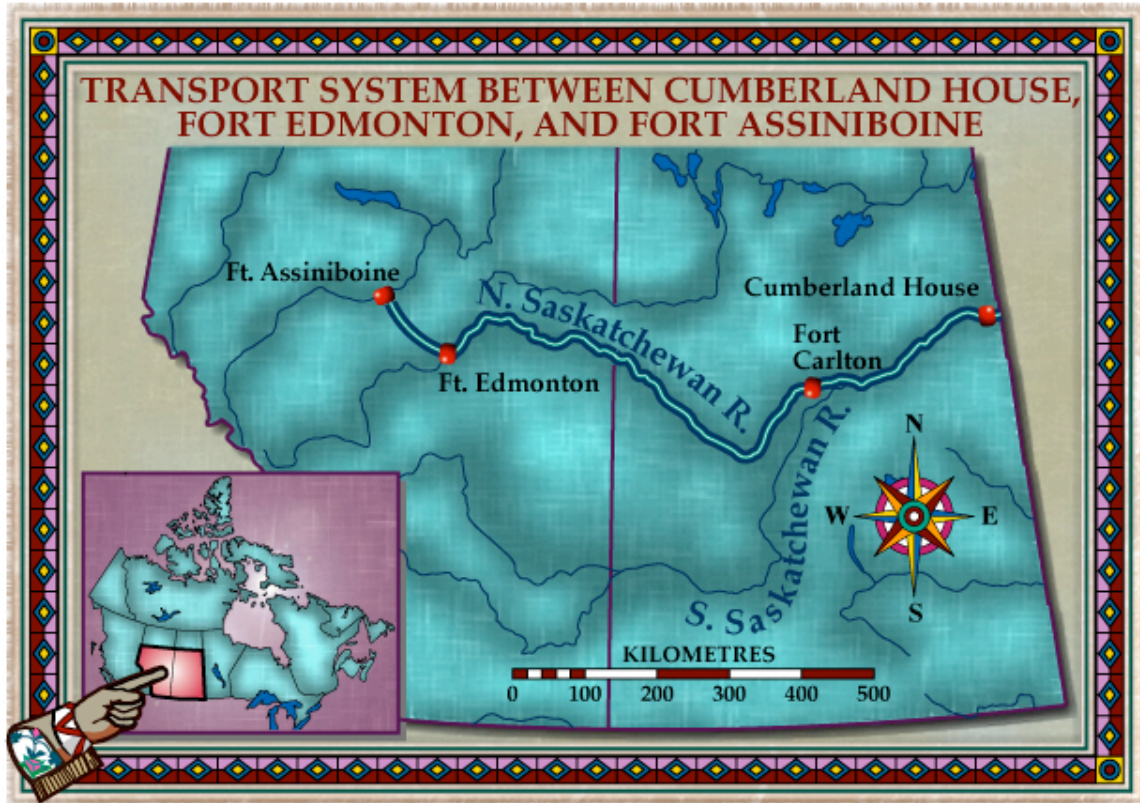 TRANSPORT SYSTEM BETWEEN CUMBERLAND HOUSE,
FORT EDMONTON, AND FORT ASSINIBOINE
Ft. Assiniboine
N. Saskatchewan R.
Cumberland House
Fort
Carlton
Ft. Edmonton
S. Saskatchewan R.
N
W E
S
KILOMETRES
0 100 200 300 400 500